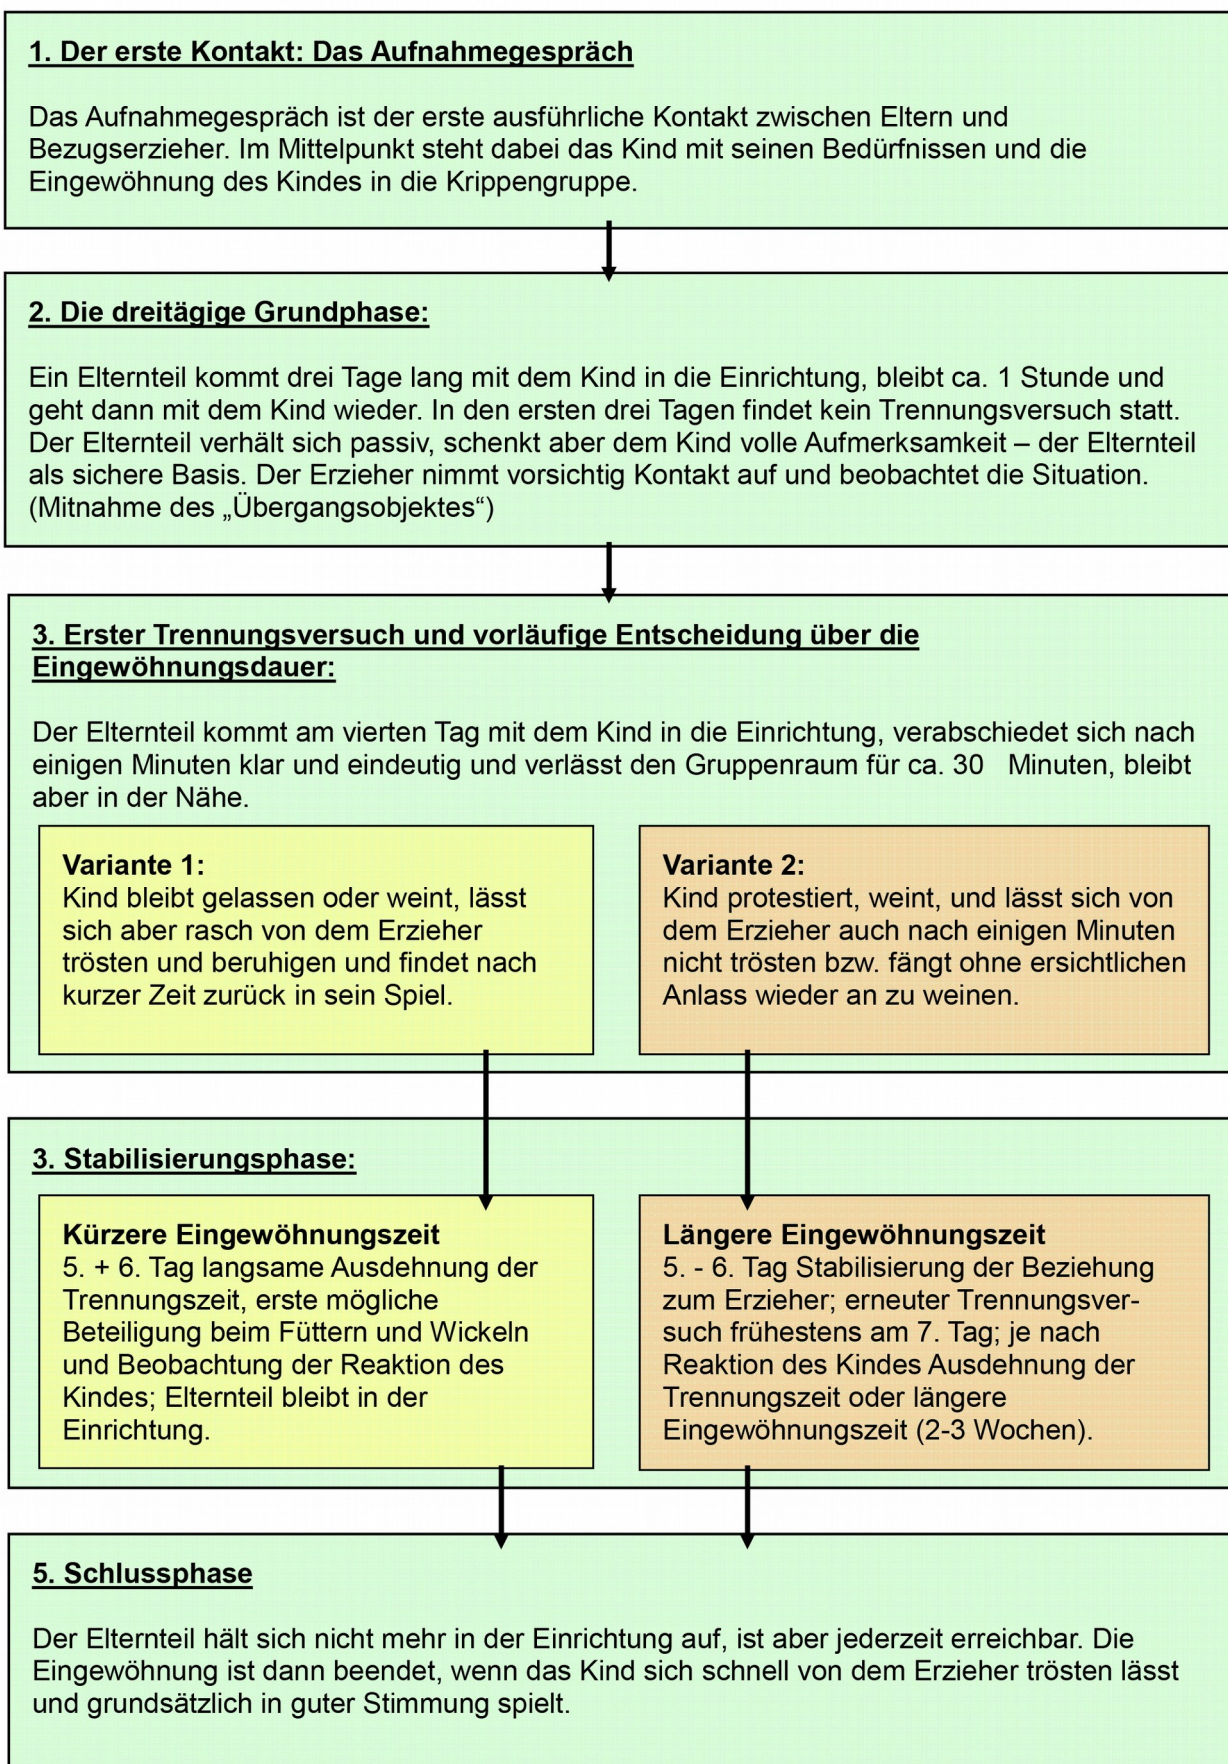 1. Der erste Kontakt: Das Aufnahmegespräch
Das Aufnahmegespräch ist der erste ausführliche Kontakt zwischen Eltern und
Bezugserzieher. Im Mittelpunkt steht dabei das Kind mit seinen Bedürfnissen und die
Eingewöhnung des Kindes in die Krippengruppe.
2. Die dreitägige Grundphase:
Ein Elternteil kommt drei Tage lang mit dem Kind in die Einrichtung, bleibt ca. 1 Stunde und
geht dann mit dem Kind wieder. In den ersten drei Tagen findet kein Trennungsversuch statt.
Der Elternteil verhält sich passiv, schenkt aber dem Kind volle Aufmerksamkeit – der Elternteil
als sichere Basis. Der Erzieher nimmt vorsichtig Kontakt auf und beobachtet die Situation.
(Mitnahme des „Übergangsobjektes“)
3. Erster Trennungsversuch und vorläufige Entscheidung über die
Eingewöhnungsdauer:
Der Elternteil kommt am vierten Tag mit dem Kind in die Einrichtung, verabschiedet sich nach
einigen Minuten klar und eindeutig und verlässt den Gruppenraum für ca. 30 Minuten, bleibt
aber in der Nähe.
Variante 1:
Kind bleibt gelassen oder weint, lässt
sich aber rasch von dem Erzieher
trösten und beruhigen und findet nach
kurzer Zeit zurück in sein Spiel.
Variante 2:
Kind protestiert, weint, und lässt sich von
dem Erzieher auch nach einigen Minuten
nicht trösten bzw. fängt ohne ersichtlichen
Anlass wieder an zu weinen.
3. Stabilisierungsphase:
Kürzere Eingewöhnungszeit
5. + 6. Tag langsame Ausdehnung der
Trennungszeit, erste mögliche
Beteiligung beim Füttern und Wickeln
und Beobachtung der Reaktion des
Kindes; Elternteil bleibt in der
Einrichtung.
Längere Eingewöhnungszeit
5. - 6. Tag Stabilisierung der Beziehung
zum Erzieher; erneuter Trennungsver-
such frühestens am 7. Tag; je nach
Reaktion des Kindes Ausdehnung der
Trennungszeit oder längere
Eingewöhnungszeit (2-3 Wochen).
5. Schlussphase
Der Elternteil hält sich nicht mehr in der Einrichtung auf, ist aber jederzeit erreichbar. Die
Eingewöhnung ist dann beendet, wenn das Kind sich schnell von dem Erzieher trösten lässt
und grundsätzlich in guter Stimmung spielt.